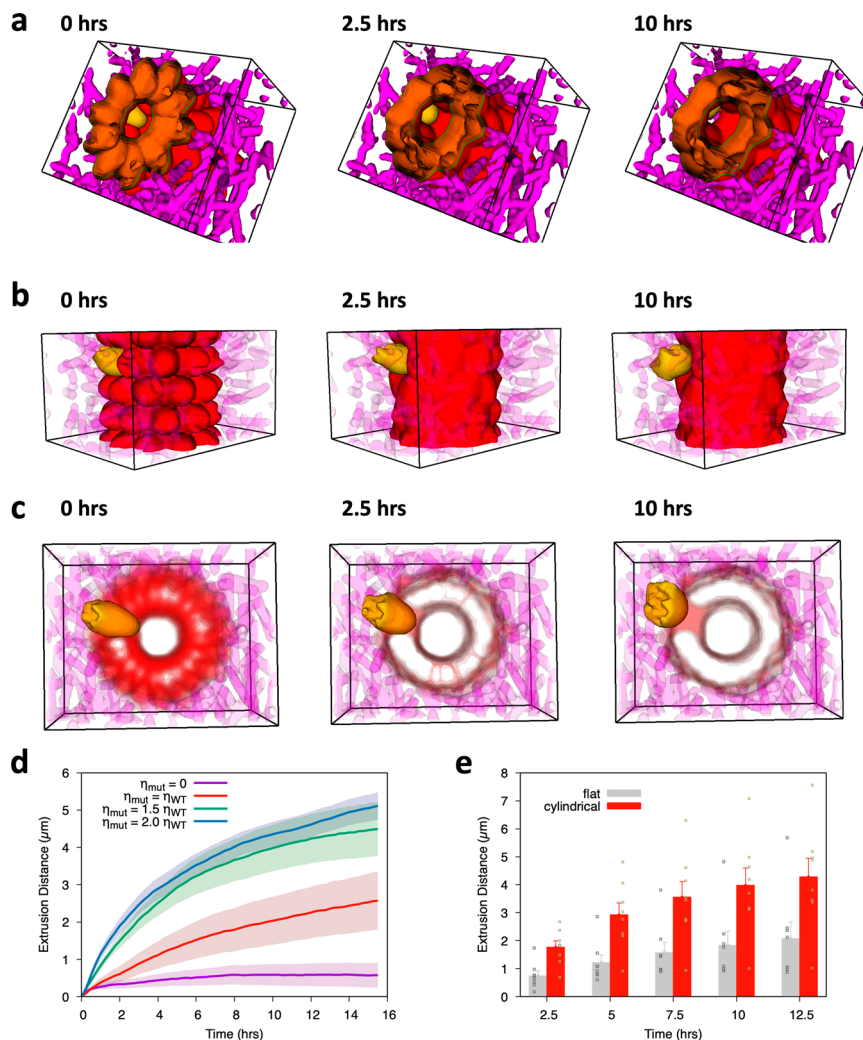 a
0 hrs 2.5 hrs 10 hrs
b
0 hrs 2.5 hrs 10 hrs
c
0 hrs 2.5 hrs 10 hrs
d
6
5
4
3
2
1
0
Extrusion Distance (µm)
ηmut = 0
ηmut = ηWT
ηmut = 1.5 ηWT
ηmut = 2.0 ηWT
0 2 4 6 8 10 12 14 16
Time (hrs)
e
8
7
6
5
4
3
2
1
0
Extrusion Distance (µm)
flat
cylindrical
2.5 5 7.5 10 12.5
Time (hrs)